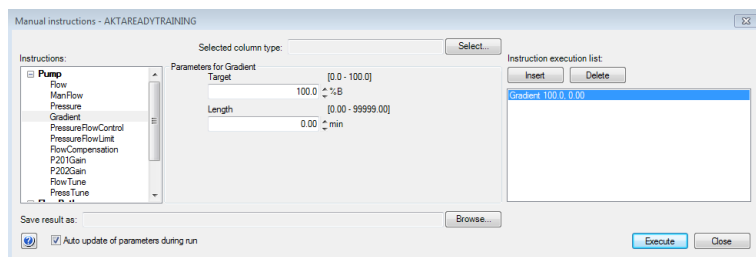 Manual instructions - AKTAREADYTRAINING
Selected column type:
Select...
Instructions:
Pump
Flow
ManFlow
Pressure
Gradient
PressureFlowControl
PressureFlowLimit
FlowCompensation
P201Gain
P202Gain
FlowTune
PressTune
Parameters for Gradient
Target [0.0 - 100.0]
100.0 %B
Length [0.00 - 99999.00]
0.00 min
Instruction execution list:
Insert Delete
Gradient 100.0, 0.00
Save result as:
Browse...
Auto update of parameters during run
Execute Close